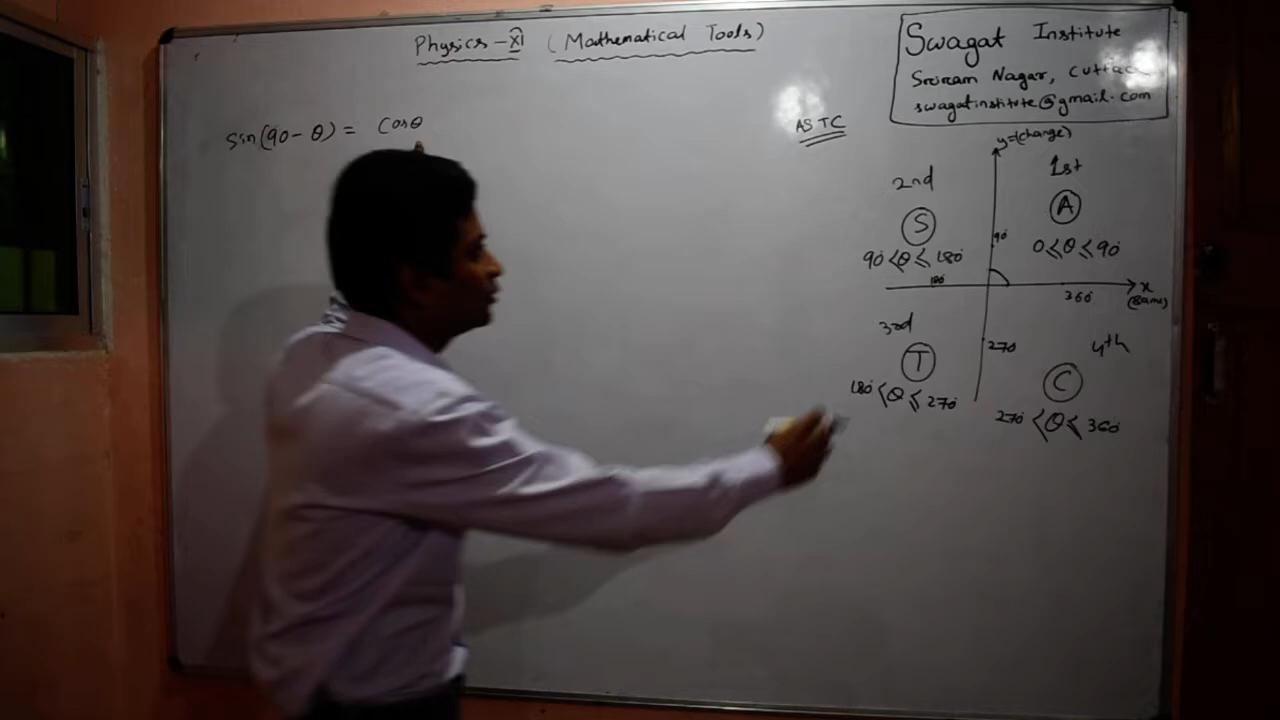 Physics - XI (Mathematical Tools)
Swagat Institute
Sriram Nagar, Cuttack
swagatinstitute@gmail.com
sin(90 - θ) = Cosθ
ASTC
y=(change)
2nd
1st
S
A
90°
90° ≤ θ ≤ 180°
0 ≤ θ ≤ 90°
180°
x
(same)
360°
3rd
4th
270
T
C
180° ≤ θ ≤ 270°
270° ≤ θ ≤ 360°